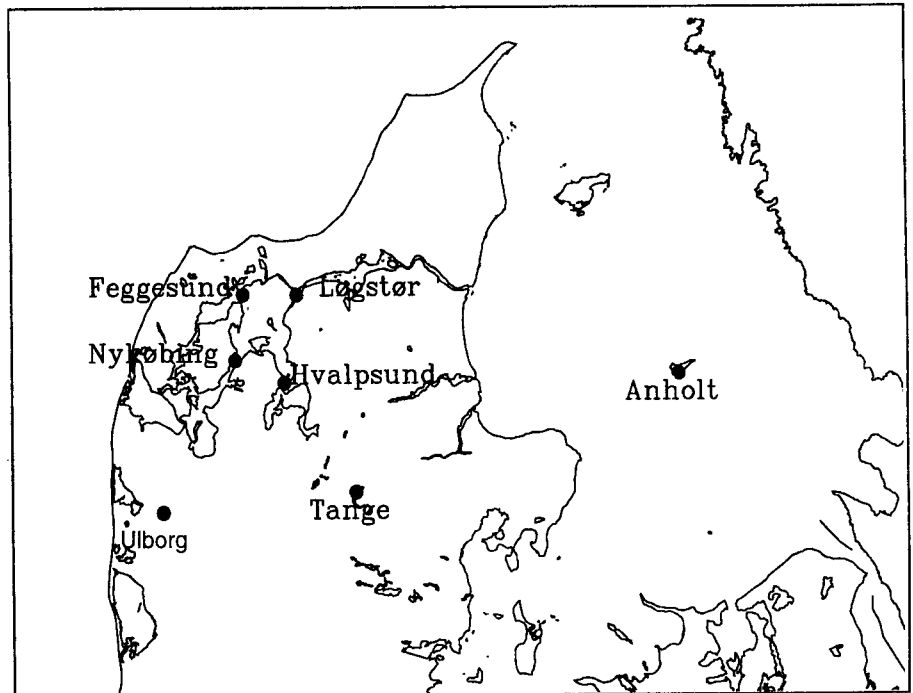 Feggesund
Løgstør
Nykøbing
Hvalpsund
Anholt
Tange
Ulborg